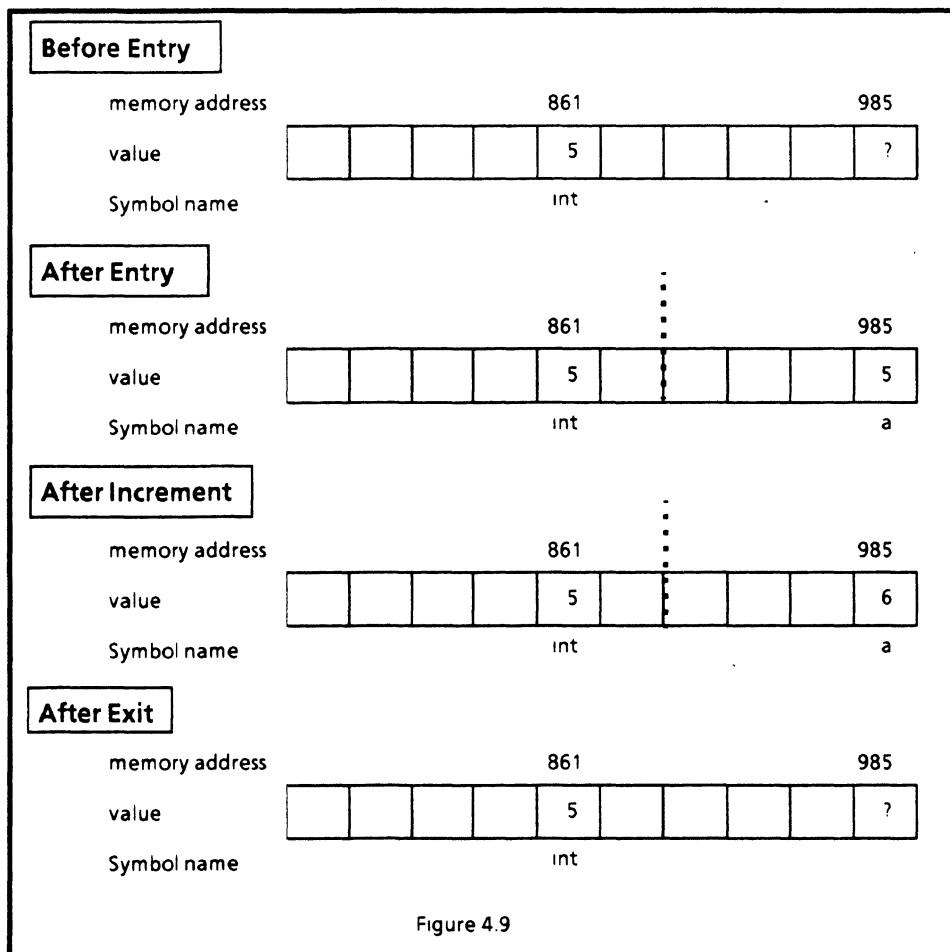 Before Entry
memory address 861 985
value 5 ?
Symbol name int
After Entry
memory address 861 985
value 5 5
Symbol name int a
After Increment
memory address 861 985
value 5 6
Symbol name int a
After Exit
memory address 861 985
value 5 ?
Symbol name int
Figure 4.9